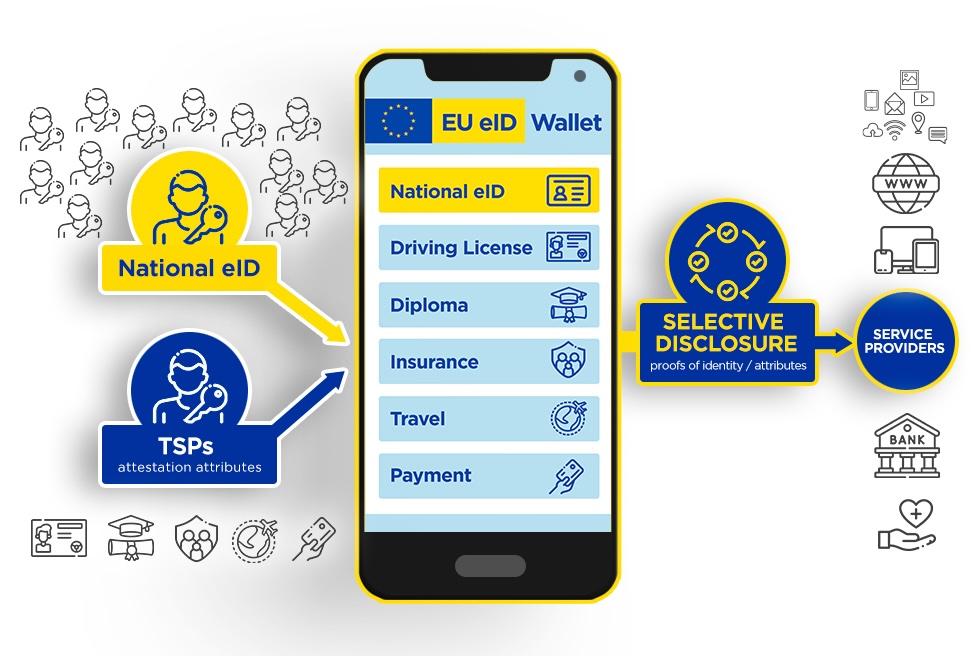 National eID
TSPs
attestation attributes
EU eID Wallet
National eID
Driving License
Diploma
Insurance
Travel
Payment
SELECTIVE
DISCLOSURE
proofs of identity / attributes
WWW
SERVICE
PROVIDERS
BANK